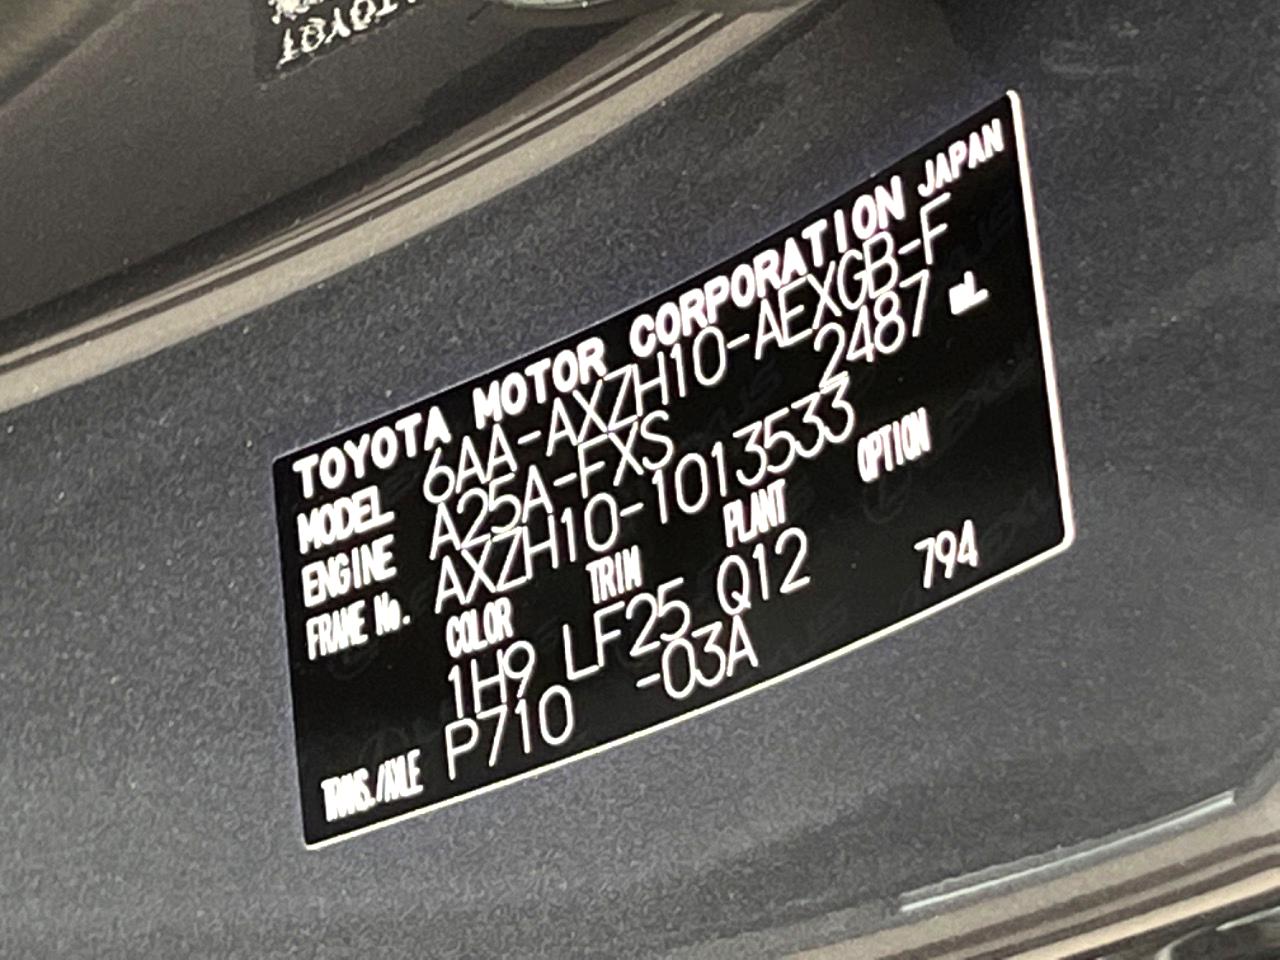 TOYOTA MOTOR CORPORATION JAPAN
MODEL 6AA-AXZH10-AEXGB-F
ENGINE A25A-FXS 2487 mL
FRAME No. AXZH10-1013533
COLOR TRIM PLANT OPTION
1H9 LF25 Q12 794
TRANS./AXLE P710 -03A